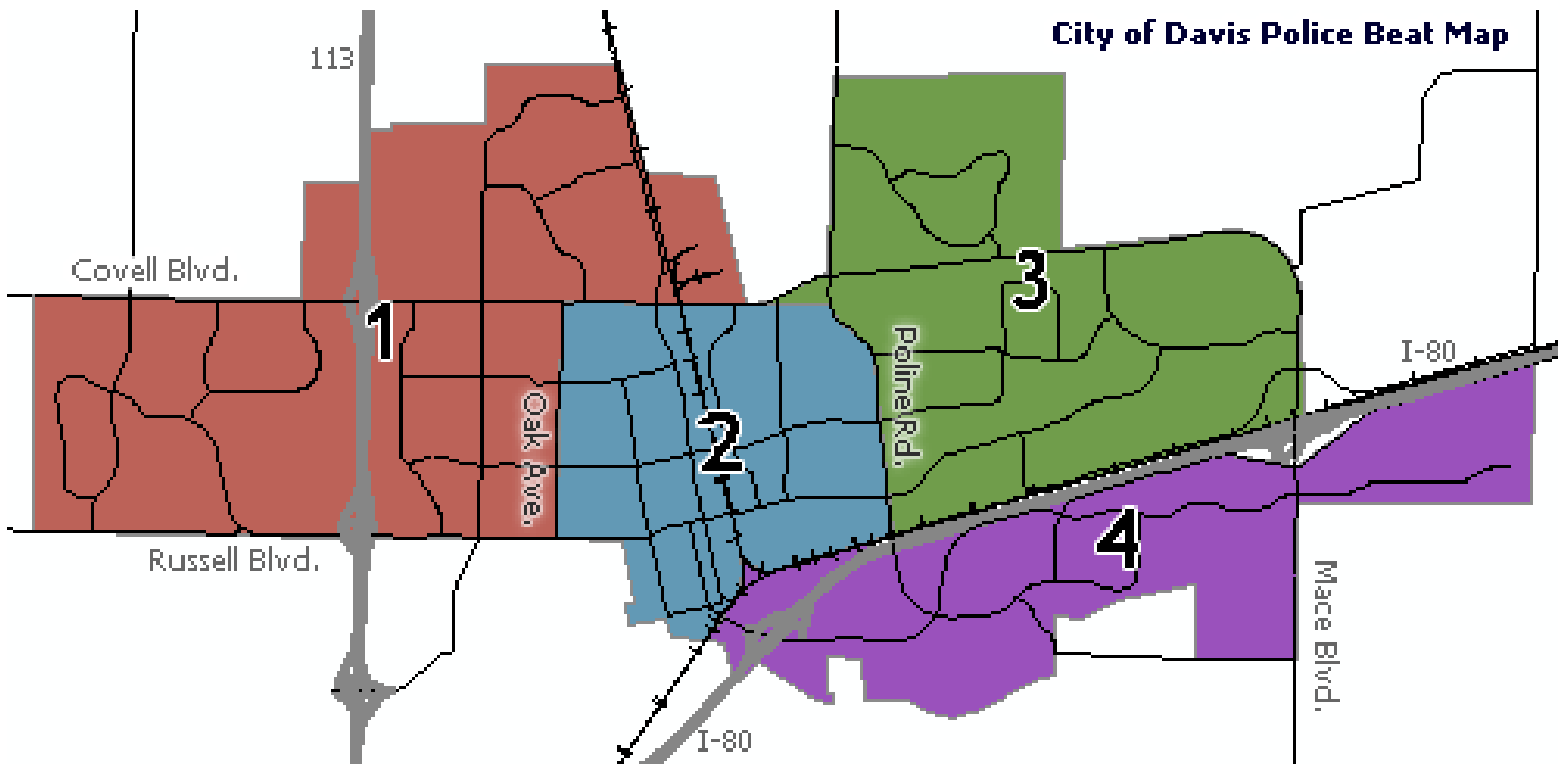 City of Davis Police Beat Map
113
Covell Blvd.
3
1
I-80
Poline Rd.
Oak Ave.
2
4
Russell Blvd.
Mace Blvd.
I-80